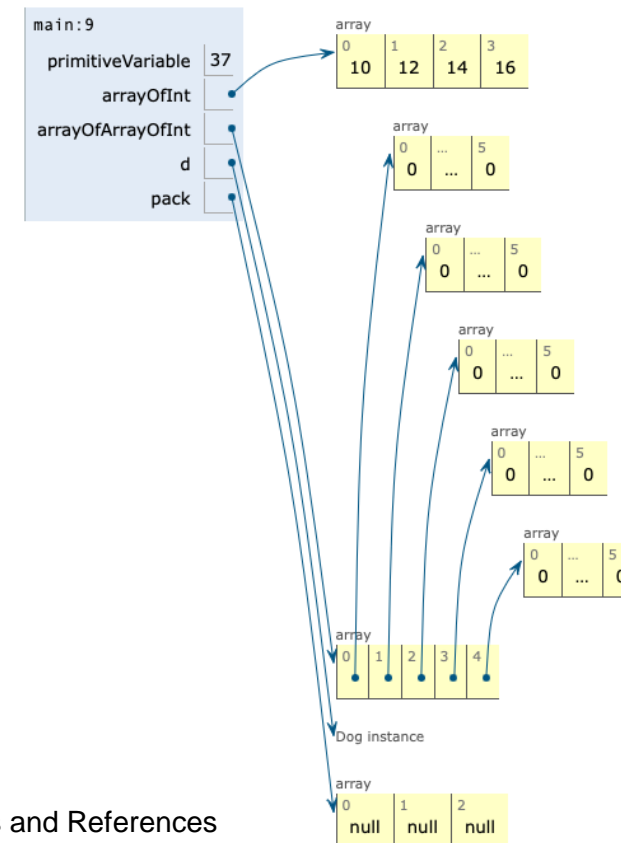 main:9
primitiveVariable 37
arrayOfInt
arrayOfArrayOfInt
d
pack
array
0 1 2 3
10 12 14 16
array
0 ... 5
0 ... 0
array
0 ... 5
0 ... 0
array
0 ... 5
0 ... 0
array
0 ... 5
0 ... 0
array
0 ... 5
0 ... 0
array
0 1 2 3 4
Dog instance
array
0 1 2
null null null
and References